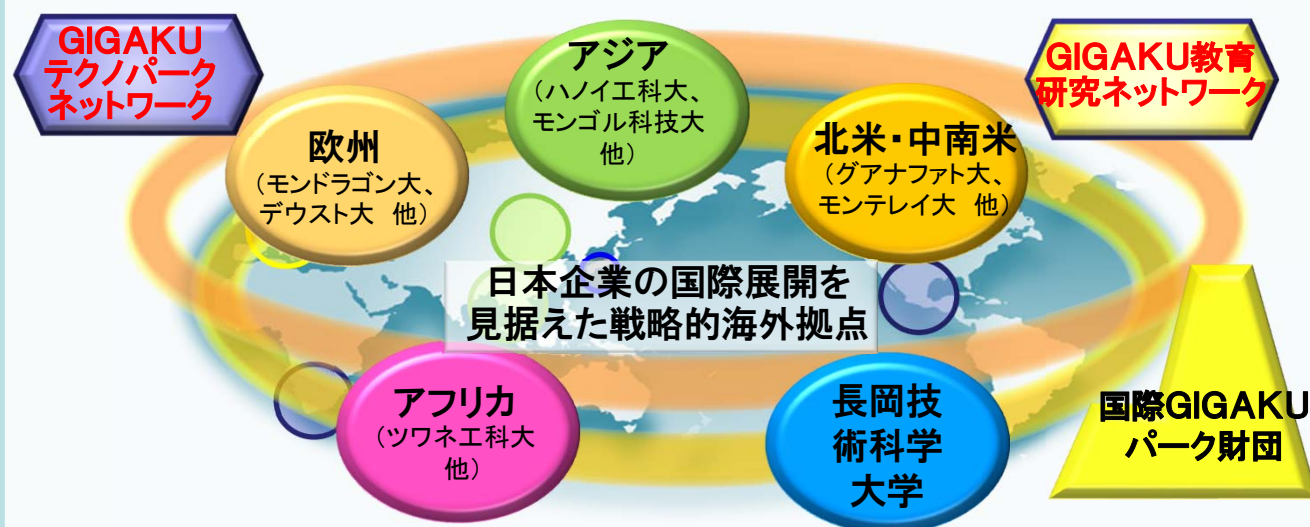 GIGAKU
テクノパーク
ネットワーク
アジア
（ハノイ工科大、
モンゴル科技大
他）
GIGAKU教育
研究ネットワーク
欧州
（モンドラゴン大、
デウスト大　他）
北米・中南米
（グアナファト大、
モンテレイ大　他）
日本企業の国際展開を
見据えた戦略的海外拠点
アフリカ
（ツワネ工科大
他）
長岡技
術科学
大学
国際GIGAKU
パーク財団